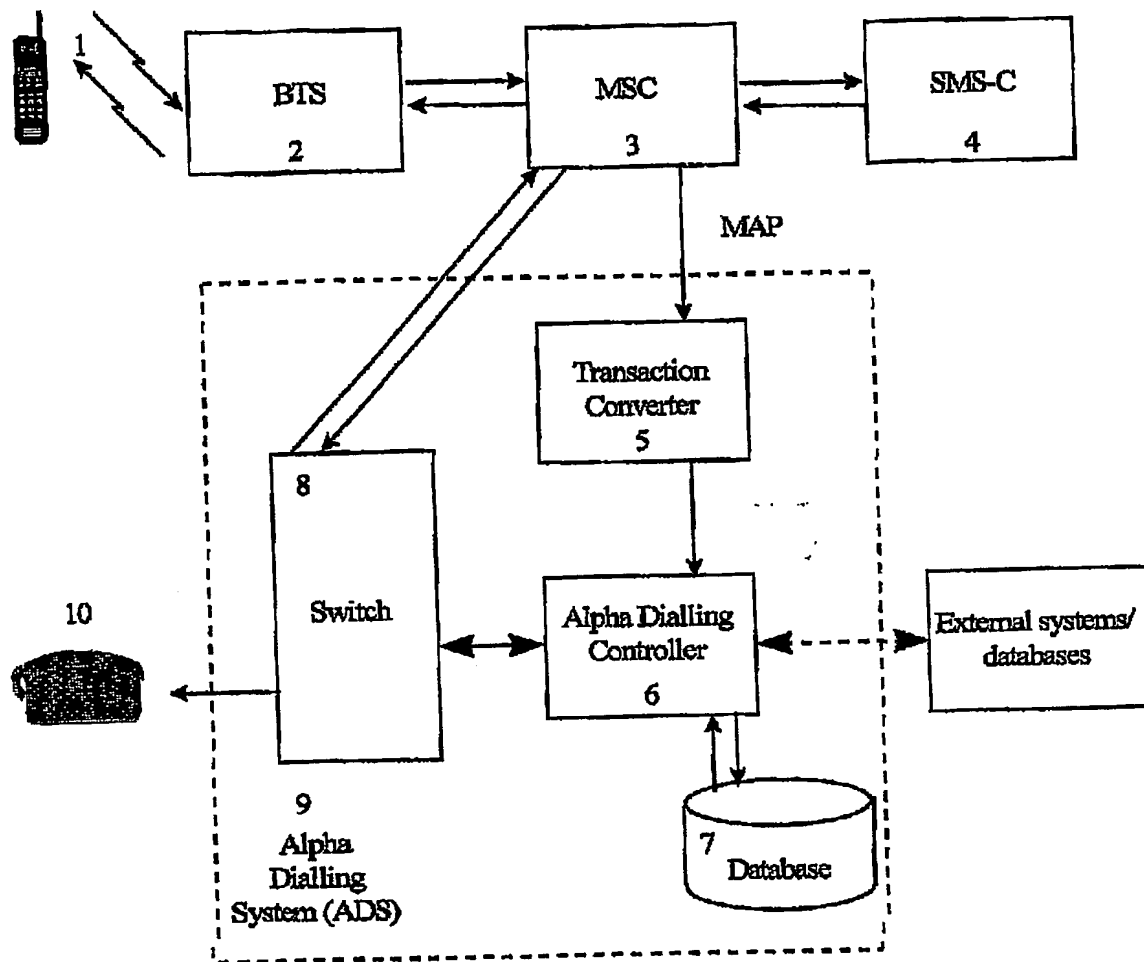 1
BTS
2
MSC
3
SMS-C
4
MAP
Transaction
Converter
5
8
Switch
10
Alpha Dialling
Controller
6
External systems/
databases
7
Database
9
Alpha
Dialling
System (ADS)